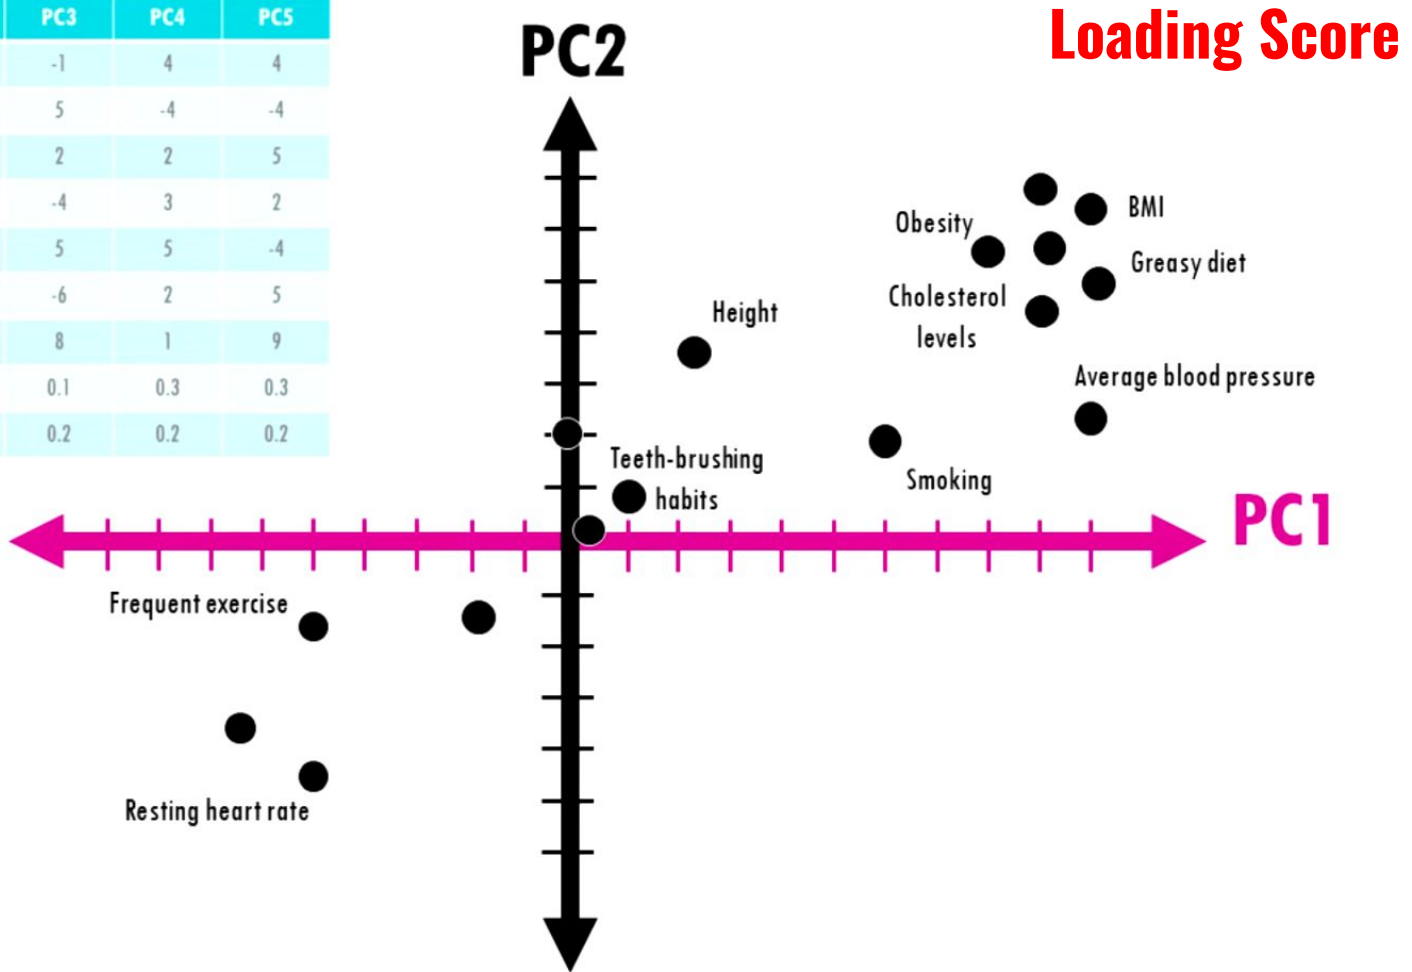 PC3 PC4 PC5
-1 4 4
5 -4 -4
2 2 5
-4 3 2
5 5 -4
-6 2 5
8 1 9
0.1 0.3 0.3
0.2 0.2 0.2
Loading Score
PC2
BMI
Obesity
Greasy diet
Cholesterol
levels
Height
Average blood pressure
Teeth-brushing
habits
Smoking
PC1
Frequent exercise
Resting heart rate